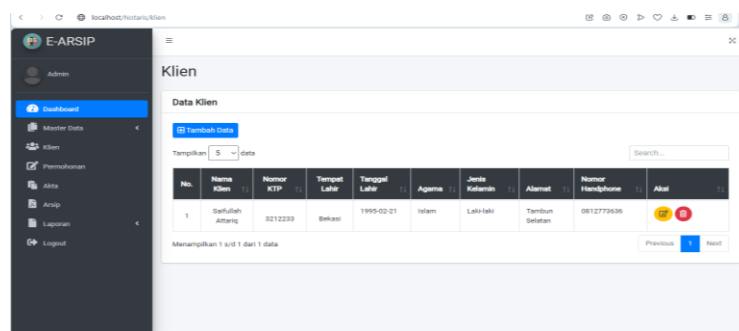 localhost/Notaris/klien
E-ARSIP
Admin
Dashboard
Master Data
Klien
Permohonan
Akta
Arsip
Laporan
Logout
Klien
Data Klien
Tambah Data
Tampilkan 5 data
Search...
No. Nama Klien Nomor KTP Tempat Lahir Tanggal Lahir Agama Jenis Kelamin Alamat Nomor Handphone Aksi
1 Saifullah Attariq 3212233 Bekasi 1995-02-21 Islam Laki-laki Tambun Selatan 0812773636
Menampilkan 1 s/d 1 dari 1 data
Previous 1 Next